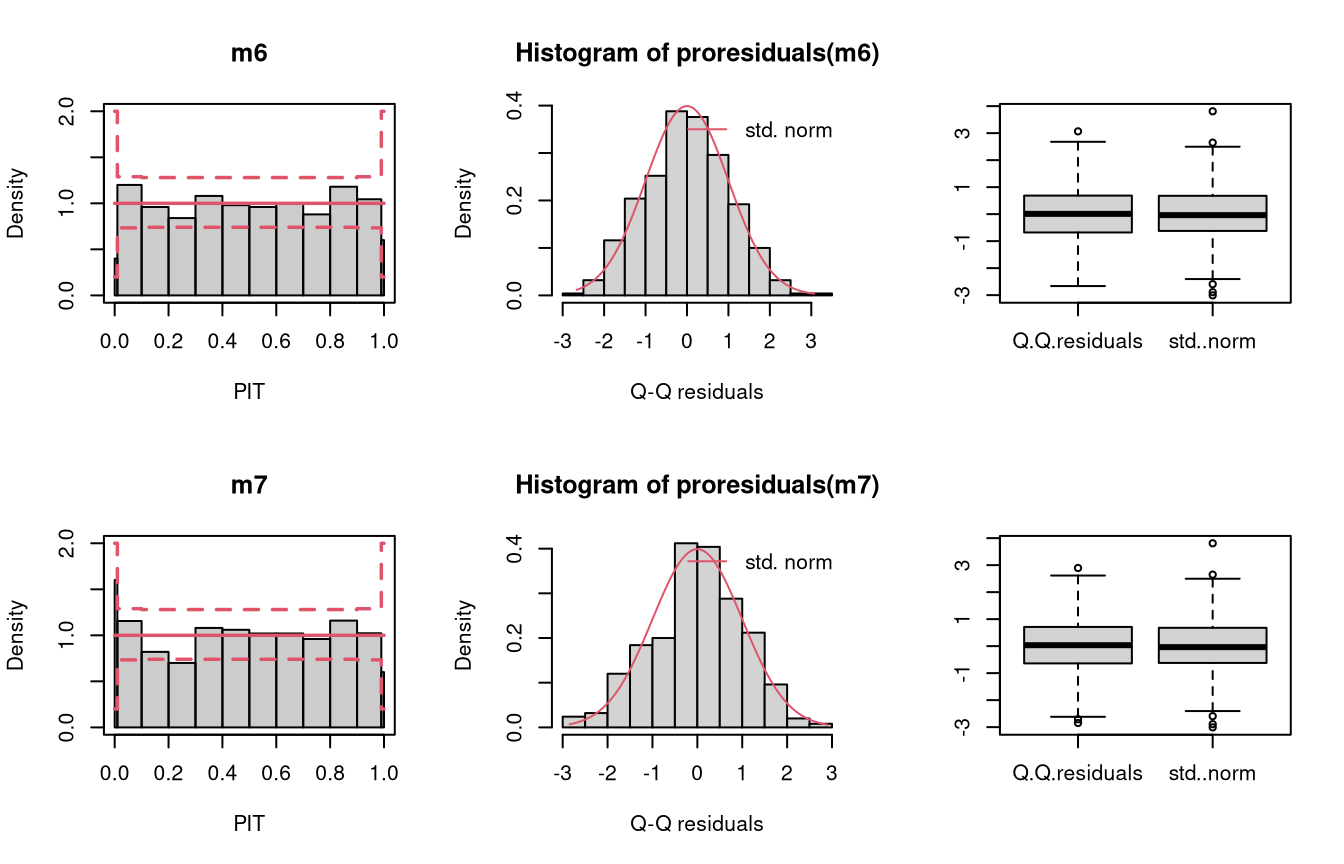 m6
Density
0.0 1.0 2.0
0.0 0.2 0.4 0.6 0.8 1.0
PIT
Histogram of proresiduals(m6)
Density
0.0 0.2 0.4
std. norm
-3 -2 -1 0 1 2 3
Q-Q residuals
-3 -1 1 3
Q.Q.residuals std..norm
m7
Density
0.0 1.0 2.0
0.0 0.2 0.4 0.6 0.8 1.0
PIT
Histogram of proresiduals(m7)
Density
0.0 0.2 0.4
std. norm
-3 -2 -1 0 1 2 3
Q-Q residuals
-3 -1 1 3
Q.Q.residuals std..norm